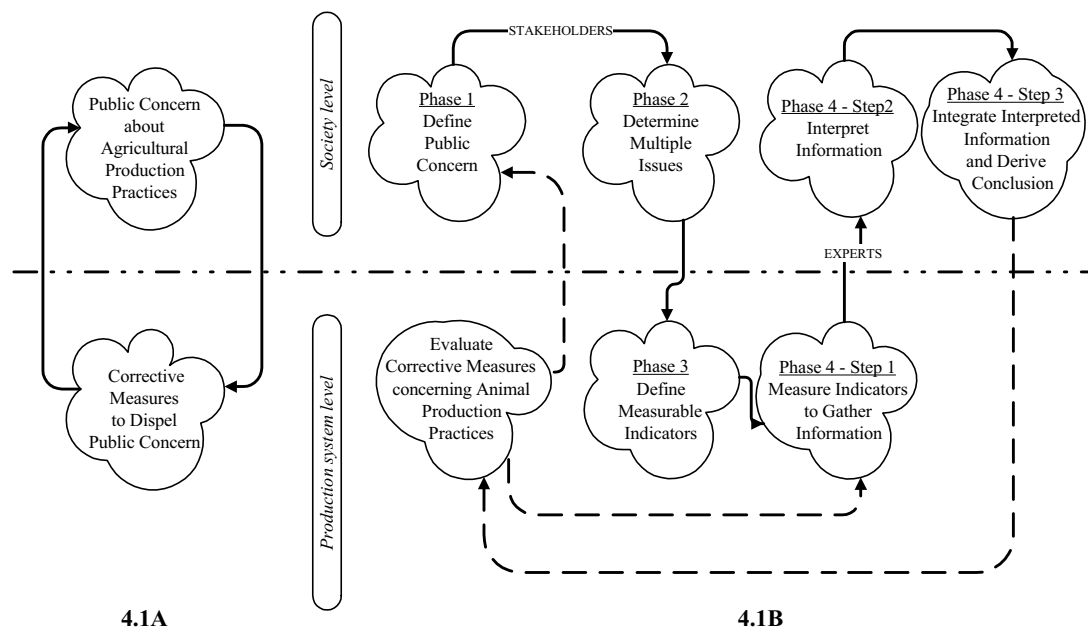 Public Concern
about
Agricultural
Production
Practices
Corrective
Measures
to Dispel
Public Concern
Society level
Production system level
STAKEHOLDERS
Phase 1
Define
Public
Concern
Phase 2
Determine
Multiple
Issues
Phase 4 - Step2
Interpret
Information
Phase 4 - Step 3
Integrate Interpreted
Information
and Derive
Conclusion
EXPERTS
Evaluate
Corrective Measures
concerning Animal
Production
Practices
Phase 3
Define
Measurable
Indicators
Phase 4 - Step 1
Measure Indicators
to Gather
Information
4.1A
4.1B